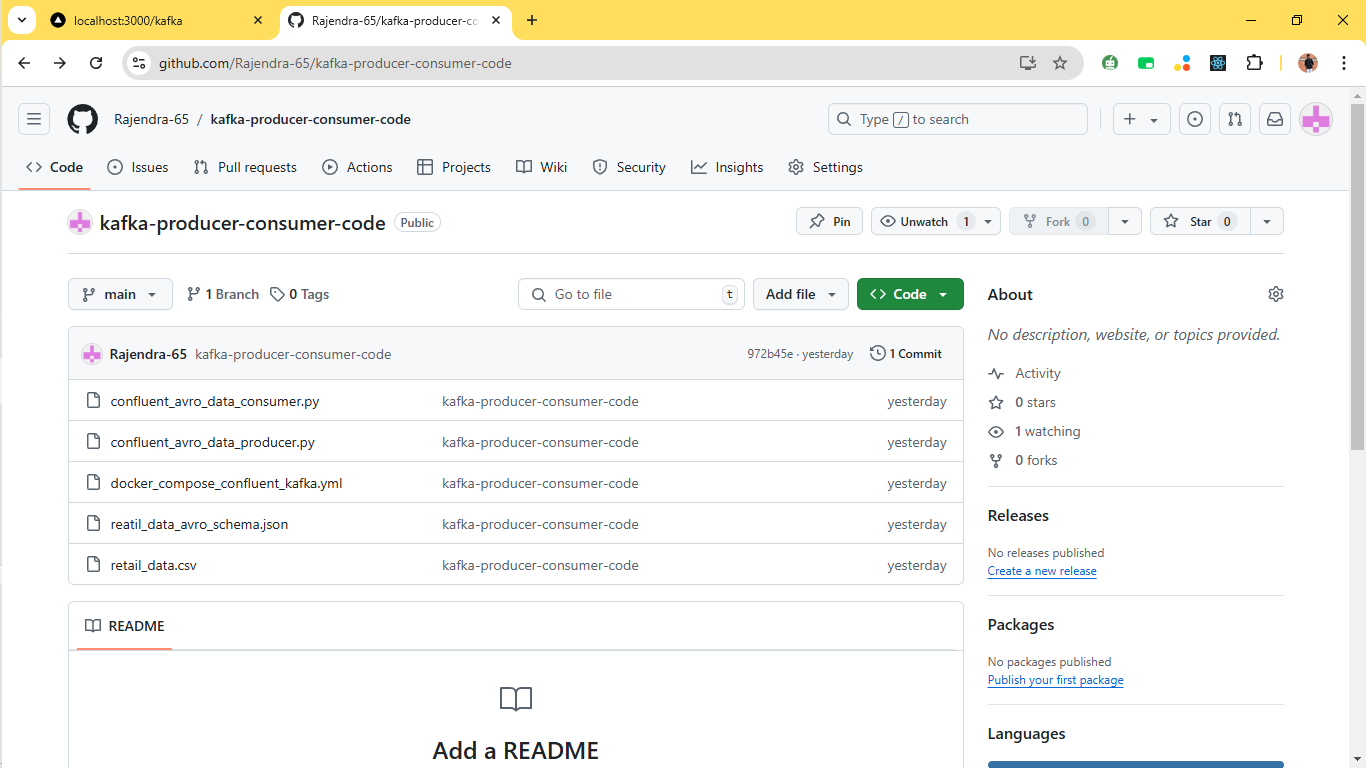 localhost:3000/kafka
Rajendra-65/kafka-producer-co
github.com/Rajendra-65/kafka-producer-consumer-code
Rajendra-65 / kafka-producer-consumer-code
Type / to search
Code Issues Pull requests Actions Projects Wiki Security Insights Settings
kafka-producer-consumer-code Public
Pin Unwatch 1 Fork 0 Star 0
main 1 Branch 0 Tags
Go to file t Add file <> Code
Rajendra-65 kafka-producer-consumer-code 972b45e · yesterday 1 Commit
confluent_avro_data_consumer.py kafka-producer-consumer-code yesterday
confluent_avro_data_producer.py kafka-producer-consumer-code yesterday
docker_compose_confluent_kafka.yml kafka-producer-consumer-code yesterday
reatil_data_avro_schema.json kafka-producer-consumer-code yesterday
retail_data.csv kafka-producer-consumer-code yesterday
README
Add a README
About
No description, website, or topics provided.
Activity
0 stars
1 watching
0 forks
Releases
No releases published
Create a new release
Packages
No packages published
Publish your first package
Languages